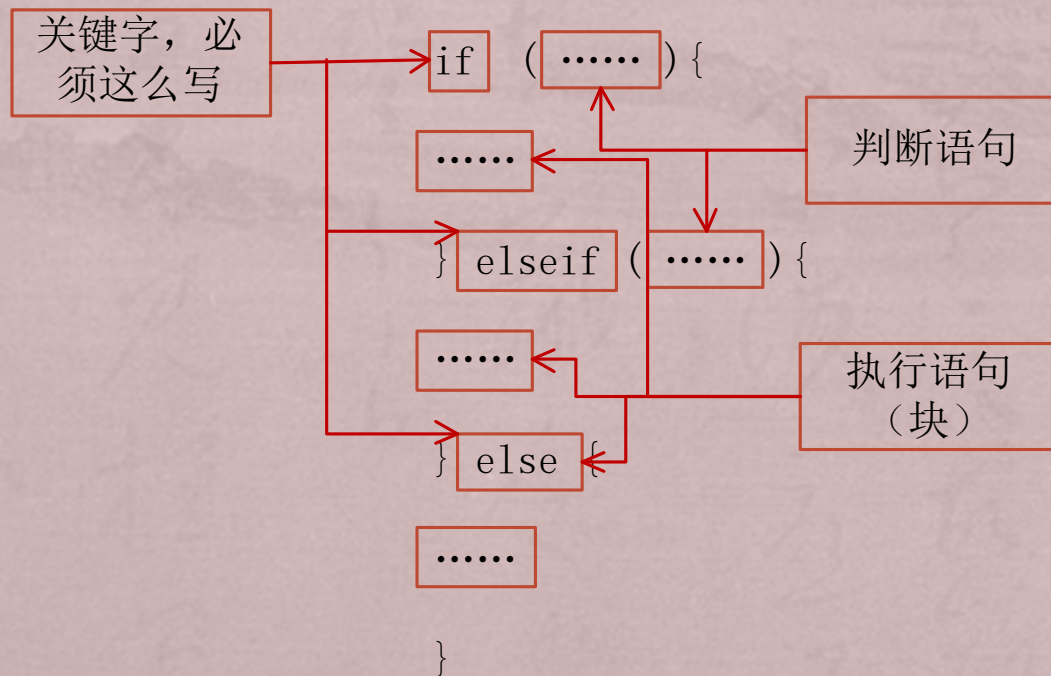 关键字，必
须这么写
if （……）{
判断语句
……
} elseif（……）{
……
执行语句
（块）
} else {
……
}